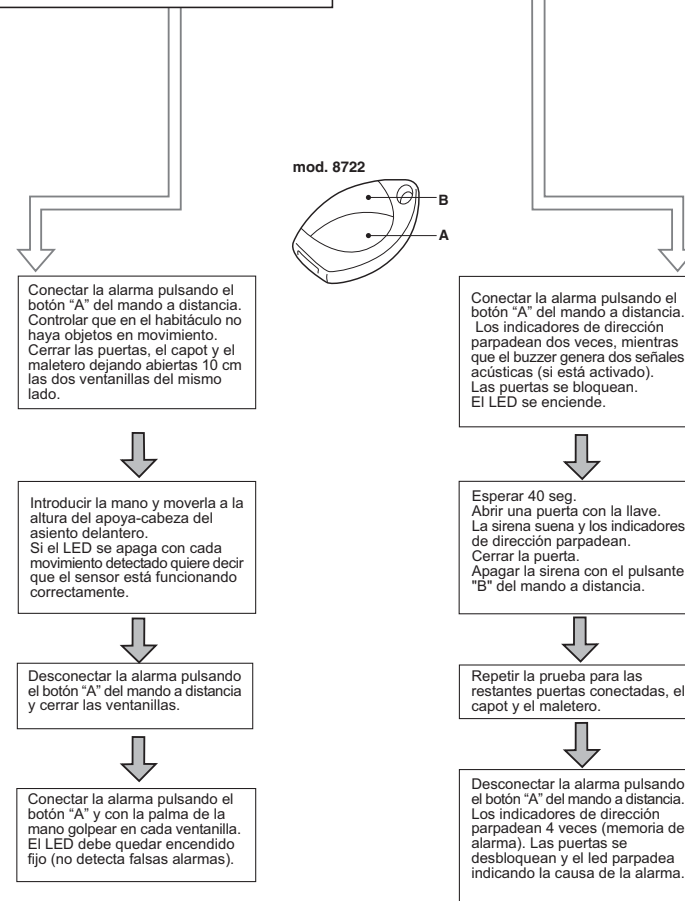 mod. 8722
B
A
Conectar la alarma pulsando el
botón “A” del mando a distancia.
Controlar que en el habitáculo no
haya objetos en movimiento.
Cerrar las puertas, el capot y el
maletero dejando abiertas 10 cm
las dos ventanillas del mismo
lado.
Introducir la mano y moverla a la
altura del apoya-cabeza del
asiento delantero.
Si el LED se apaga con cada
movimiento detectado quiere decir
que el sensor está funcionando
correctamente.
Desconectar la alarma pulsando
el botón “A” del mando a distancia
y cerrar las ventanillas.
Conectar la alarma pulsando el
botón “A” y con la palma de la
mano golpear en cada ventanilla.
El LED debe quedar encendido
fijo (no detecta falsas alarmas).
Conectar la alarma pulsando el
botón “A” del mando a distancia.
Los indicadores de dirección
parpadean dos veces, mientras
que el buzzer genera dos señales
acústicas (si está activado).
Las puertas se bloquean.
El LED se enciende.
Esperar 40 seg.
Abrir una puerta con la llave.
La sirena suena y los indicadores
de dirección parpadean.
Cerrar la puerta.
Apagar la sirena con el pulsante
"B" del mando a distancia.
Repetir la prueba para las
restantes puertas conectadas, el
capot y el maletero.
Desconectar la alarma pulsando
el botón “A” del mando a distancia.
Los indicadores de dirección
parpadean 4 veces (memoria de
alarma). Las puertas se
desbloquean y el led parpadea
indicando la causa de la alarma.